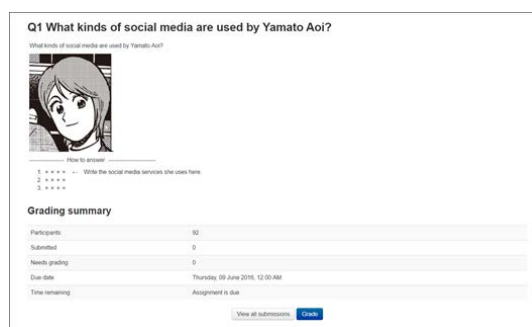 Q1 What kinds of social media are used by Yamato Aoi?
What kinds of social media are used by Yamato Aoi?
How to answer
1. * * * * ← Write the social media services she uses here.
2. * * * *
3. * * * *
Grading summary
Participants 92
Submitted 0
Needs grading 0
Due date Thursday, 09 June 2016, 12:00 AM
Time remaining Assignment is due
View all submissions Grade